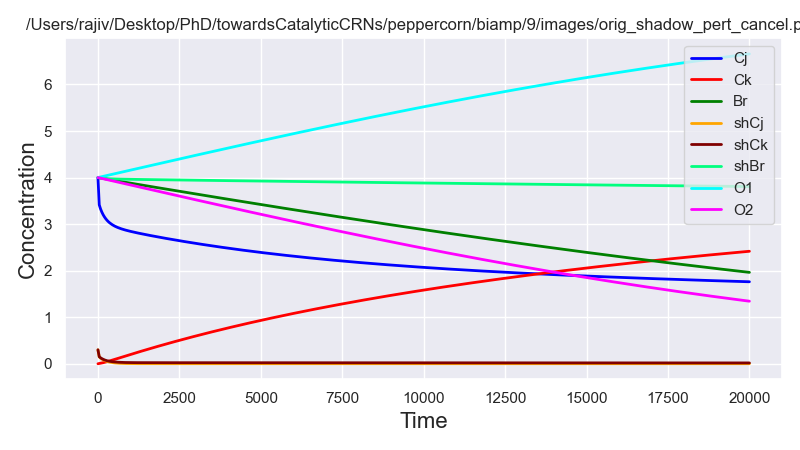 /Users/rajiv/Desktop/PhD/towardsCatalyticCRNs/peppercorn/biamp/9/images/orig_shadow_pert_cancel.p
Cj
Ck
Br
shCj
shCk
shBr
O1
O2
Concentration
6
5
4
3
2
1
0
0 2500 5000 7500 10000 12500 15000 17500 20000
Time